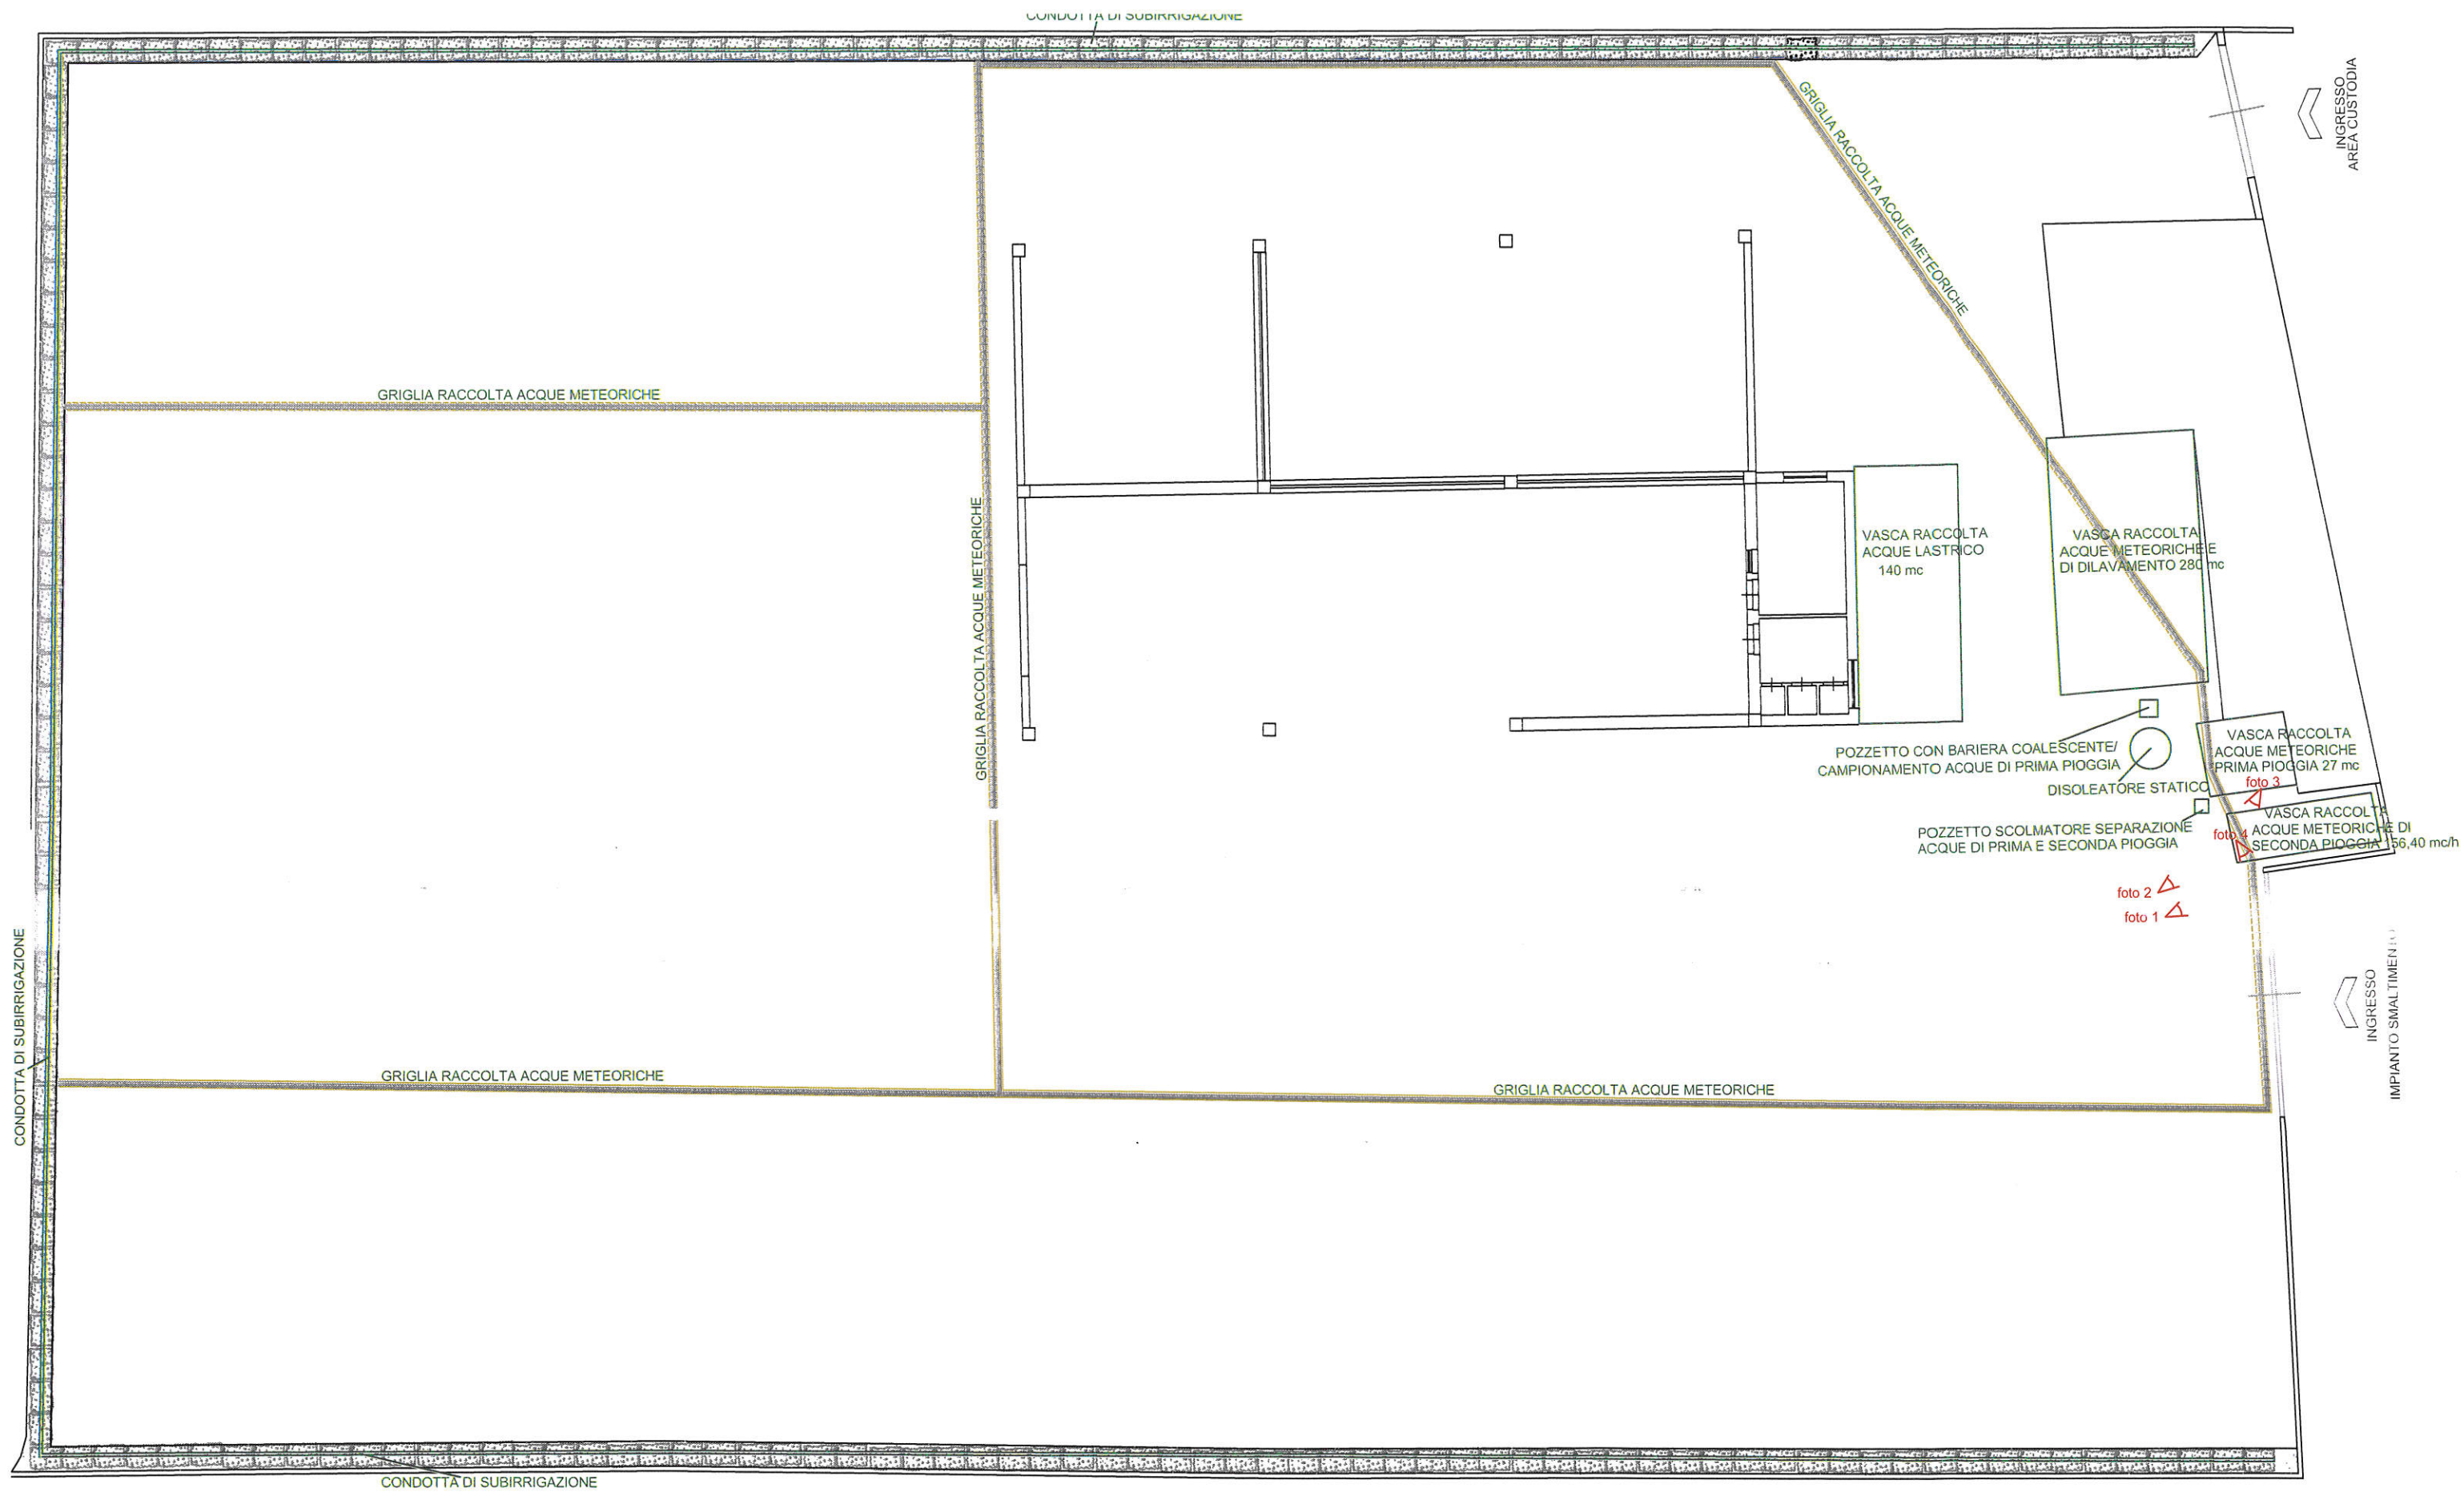 CONDOTTA DI SUBIRRIGAZIONE
INGRESSO
AREA CUSTODIA
GRIGLIA RACCOLTA ACQUE METEORICHE
GRIGLIA RACCOLTA ACQUE METEORICHE
GRIGLIA RACCOLTA ACQUE METEORICHE
VASCA RACCOLTA
ACQUE LASTRICO
140 mc
VASCA RACCOLTA
ACQUE METEORICHE E
DI DILAVAMENTO 280 mc
POZZETTO CON BARIERA COALESCENTE/
CAMPIONAMENTO ACQUE DI PRIMA PIOGGIA
DISOLEATORE STATICO
VASCA RACCOLTA
ACQUE METEORICHE
PRIMA PIOGGIA 27 mc
foto 3
POZZETTO SCOLMATORE SEPARAZIONE
ACQUE DI PRIMA E SECONDA PIOGGIA
foto 4
VASCA RACCOLTA
ACQUE METEORICHE DI
SECONDA PIOGGIA 156,40 mc/h
foto 2
foto 1
INGRESSO
IMPIANTO SMALTIMENTO
CONDOTTA DI SUBIRRIGAZIONE
GRIGLIA RACCOLTA ACQUE METEORICHE
GRIGLIA RACCOLTA ACQUE METEORICHE
CONDOTTA DI SUBIRRIGAZIONE